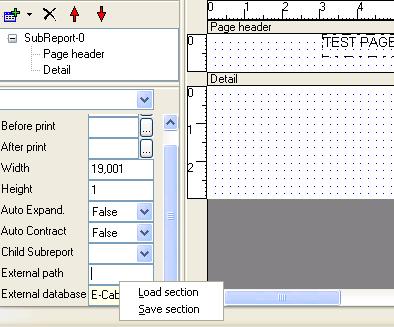 SubReport-0
Page header
Detail
Before print
...
After print
...
Width 19,001
Height 1
Auto Expand. False
Auto Contract False
Child Subreport
External path
External database E-Cab
Load section
Save section
0 1 2 3 4
Page header
0
TEST PAGE
Detail
0
1
2